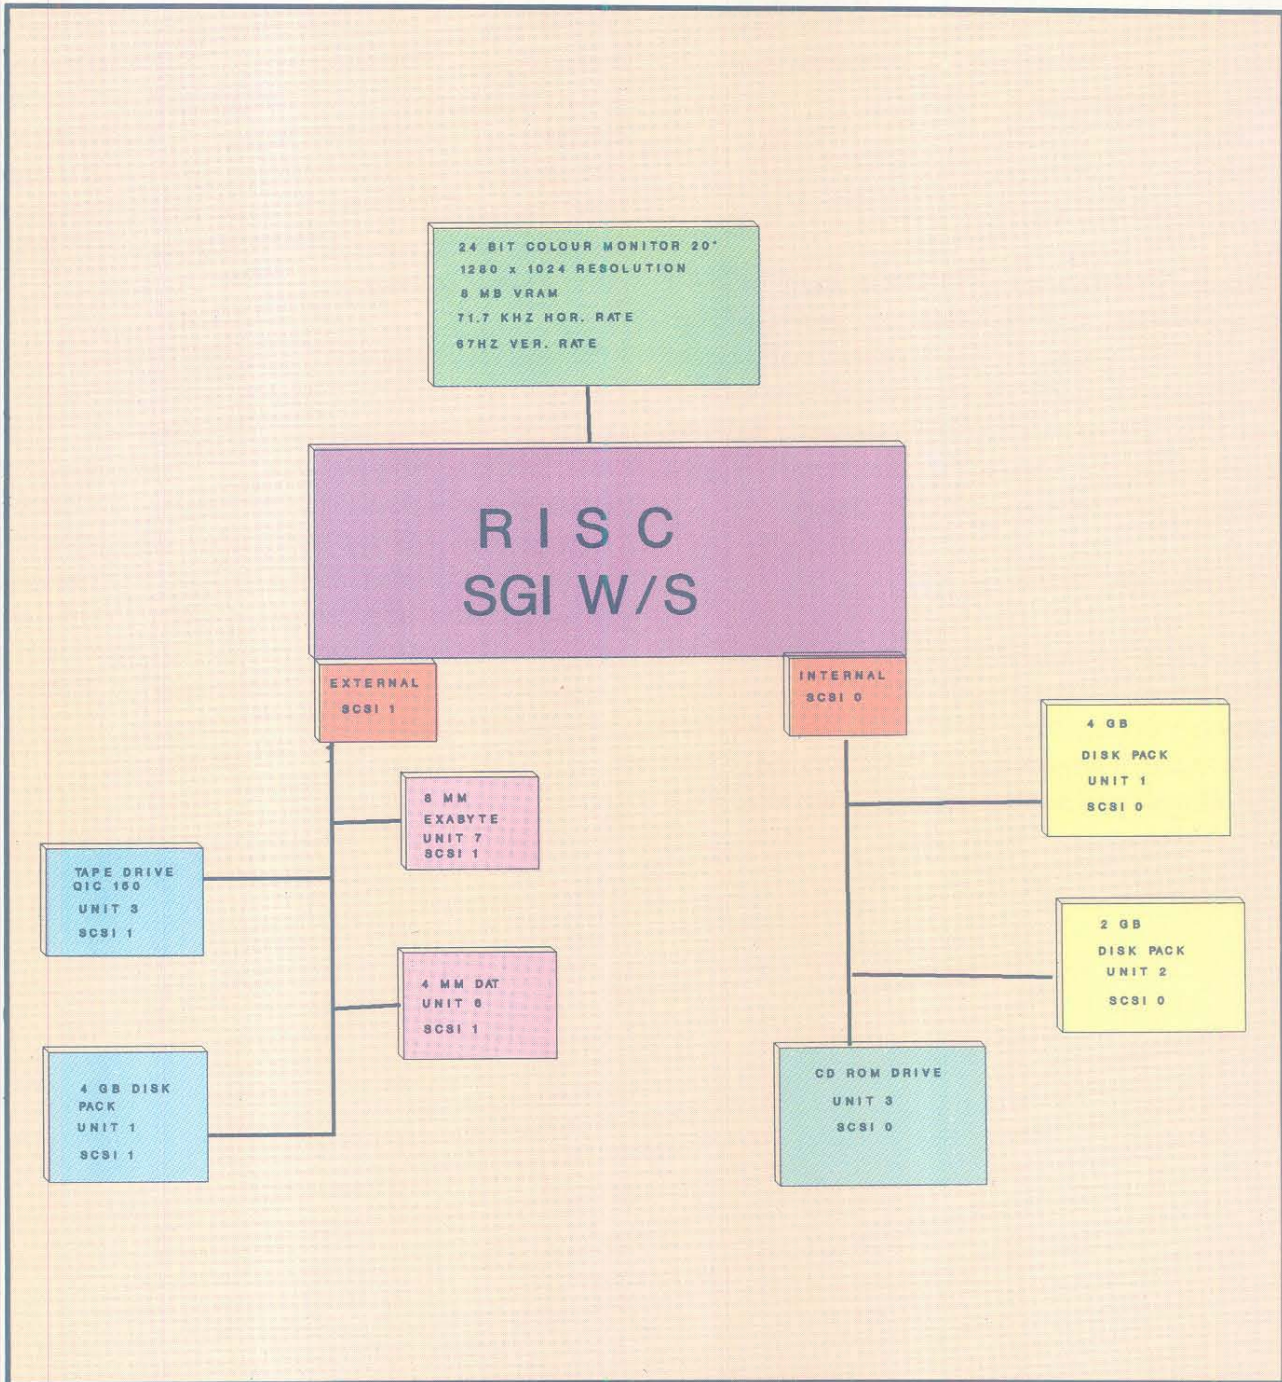 24 BIT COLOUR MONITOR 20"
1280 x 1024 RESOLUTION
8 MB VRAM
71.7 KHZ HOR. RATE
67HZ VER. RATE
RISC
SGI W/S
EXTERNAL
SCSI 1
INTERNAL
SCSI 0
8 MM
EXABYTE
UNIT 7
SCSI 1
TAPE DRIVE
QIC 150
UNIT 3
SCSI 1
4 MM DAT
UNIT 6
SCSI 1
4 GB DISK
PACK
UNIT 1
SCSI 1
4 GB
DISK PACK
UNIT 1
SCSI 0
2 GB
DISK PACK
UNIT 2
SCSI 0
CD ROM DRIVE
UNIT 3
SCSI 0